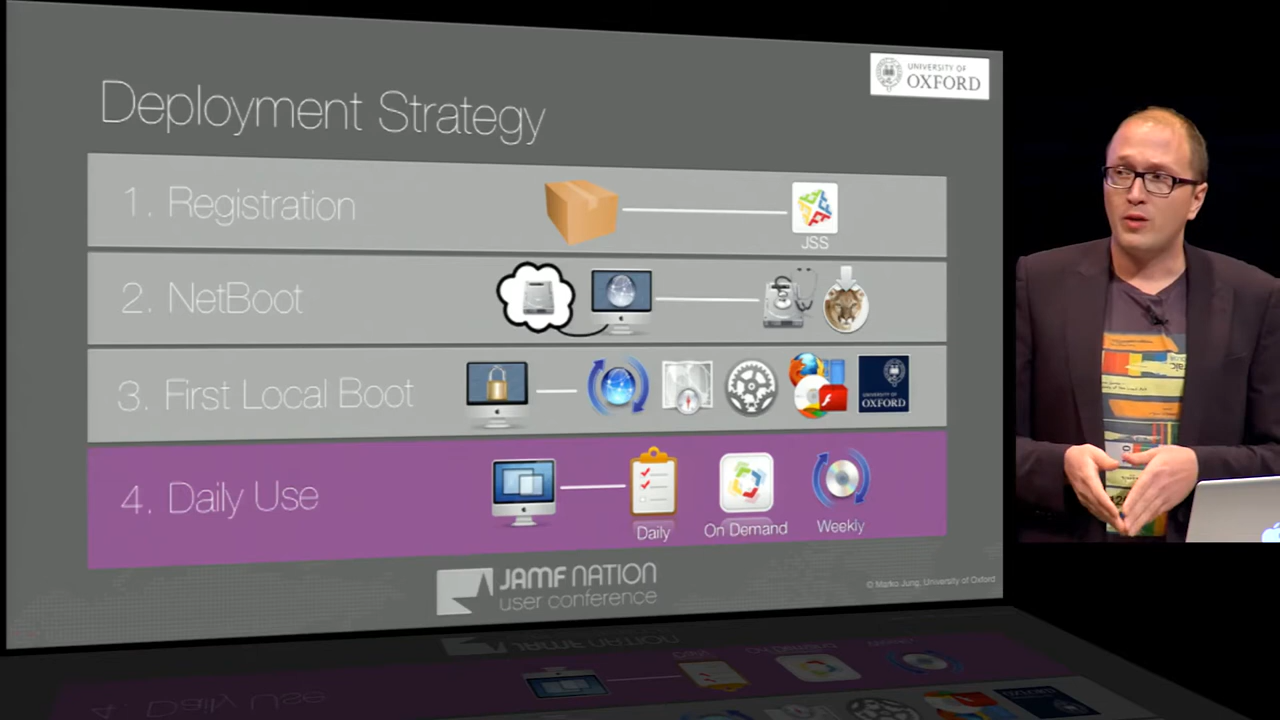 UNIVERSITY OF
OXFORD
Deployment Strategy
1. Registration
JSS
2. NetBoot
3. First Local Boot
UNIVERSITY OF
OXFORD
4. Daily Use
Daily
On Demand
Weekly
JAMF NATION
user conference
© Marko Jung, University of Oxford